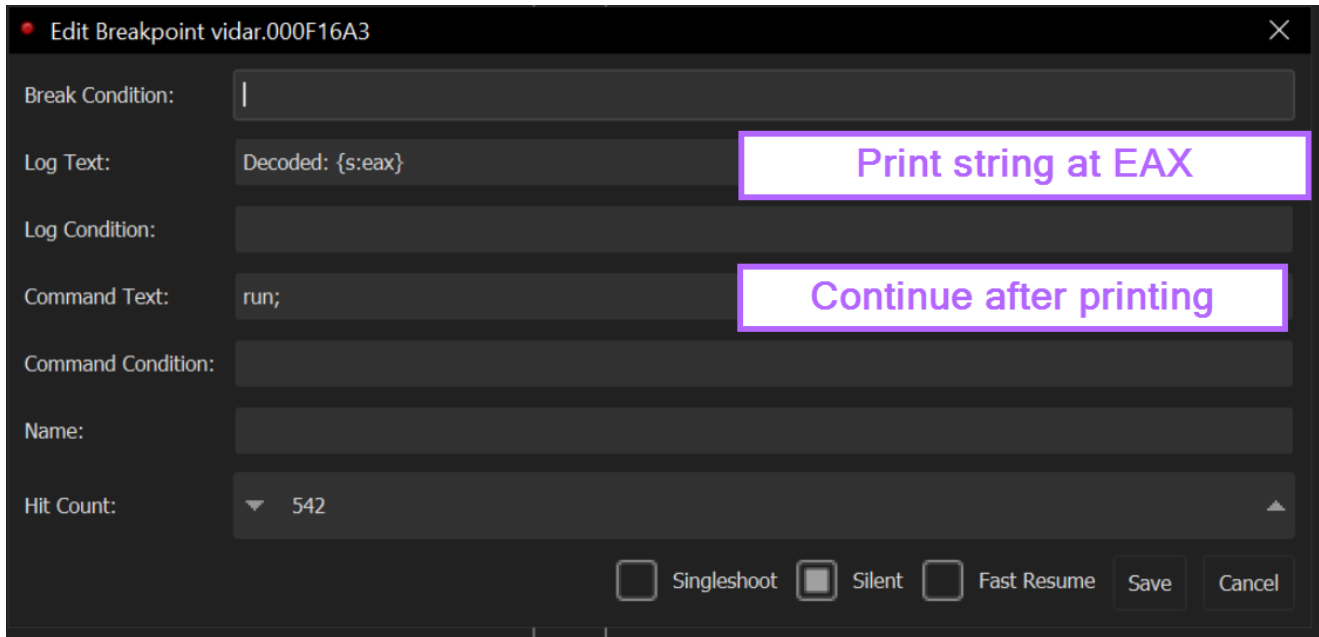 Edit Breakpoint vidar.000F16A3
Break Condition:
Log Text: Decoded: {s:eax} Print string at EAX
Log Condition:
Command Text: run; Continue after printing
Command Condition:
Name:
Hit Count: 542
Singleshoot Silent Fast Resume Save Cancel